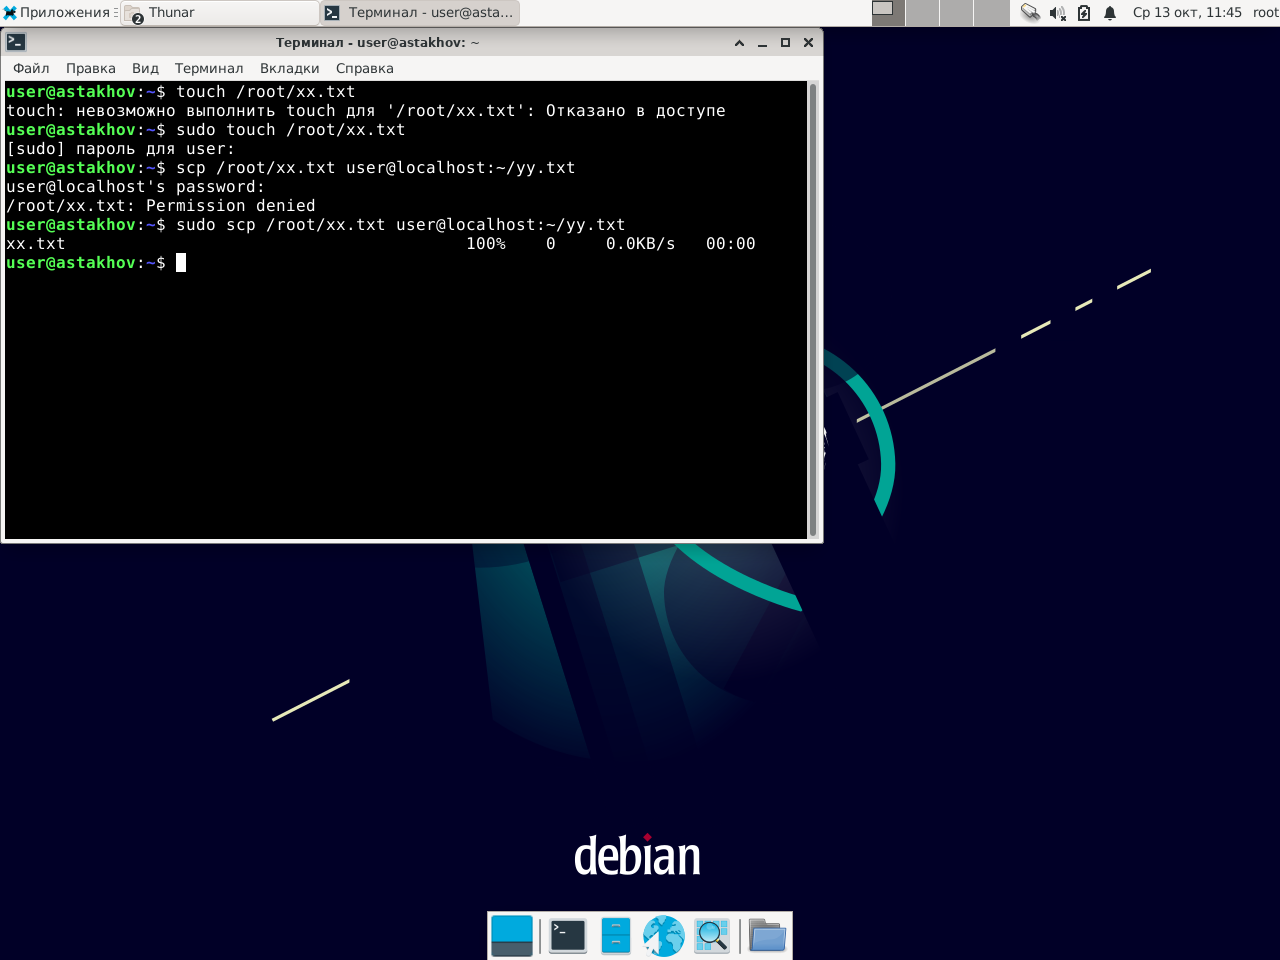 Приложения
2
Thunar
Терминал - user@asta...
Ср 13 окт, 11:45
root
Терминал - user@astakhov: ~
Файл Правка Вид Терминал Вкладки Справка
user@astakhov:~$ touch /root/xx.txt
touch: невозможно выполнить touch для '/root/xx.txt': Отказано в доступе
user@astakhov:~$ sudo touch /root/xx.txt
[sudo] пароль для user:
user@astakhov:~$ scp /root/xx.txt user@localhost:~/yy.txt
user@localhost's password:
/root/xx.txt: Permission denied
user@astakhov:~$ sudo scp /root/xx.txt user@localhost:~/yy.txt
xx.txt 100% 0 0.0KB/s 00:00
user@astakhov:~$
debian